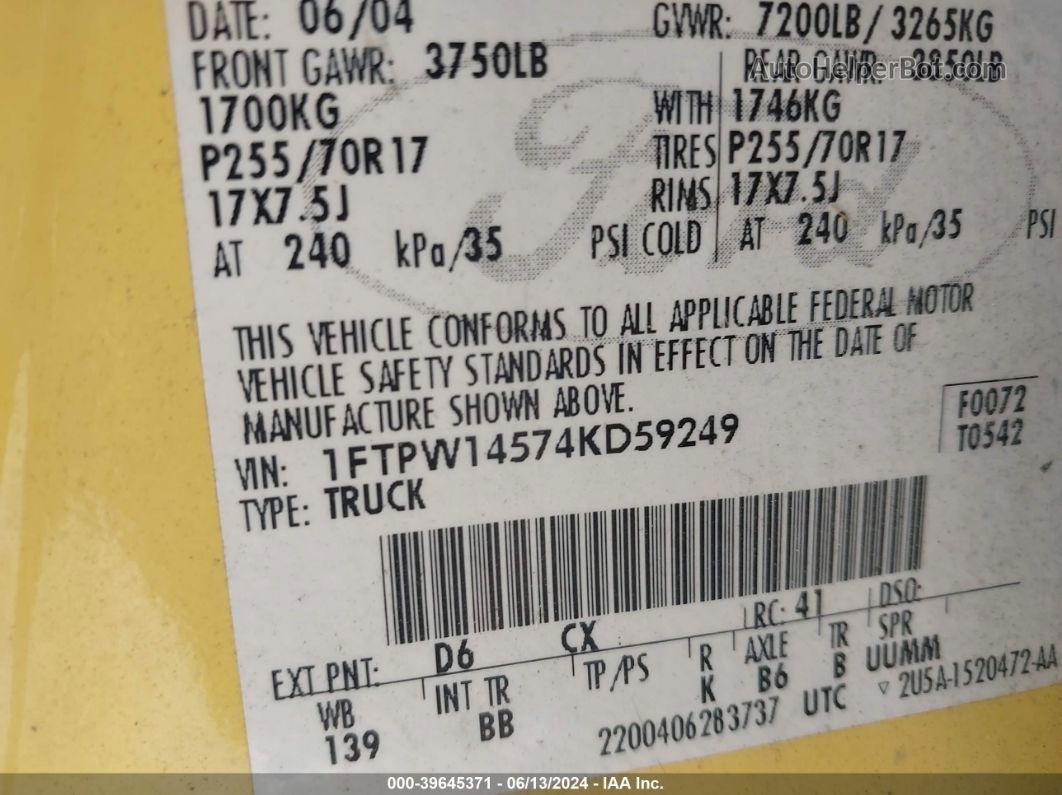 DATE: 06/04 GVWR: 7200LB/ 3265KG
FRONT GAWR: 3750LB REAR GAWR: 3850LB
AutoHelperBot.com
1700KG WITH 1746KG
P255/70R17 TIRES P255/70R17
17X7.5J RIMS 17X7.5J
AT 240 kPa/35 PSI COLD AT 240 kPa/35 PSI
Ford
THIS VEHICLE CONFORMS TO ALL APPLICABLE FEDERAL MOTOR
VEHICLE SAFETY STANDARDS IN EFFECT ON THE DATE OF
MANUFACTURE SHOWN ABOVE.
F0072
T0542
VIN: 1FTPW14574KD59249
TYPE: TRUCK
EXT PNT: D6 CX RC: 41 DSO:
WB INT TR TP/PS R AXLE TR SPR
139 BB K B6 B UUMM
2200406283737 UTC ▽ 2U5A-1520472-AA
000-39645371 - 06/13/2024 - IAA Inc.